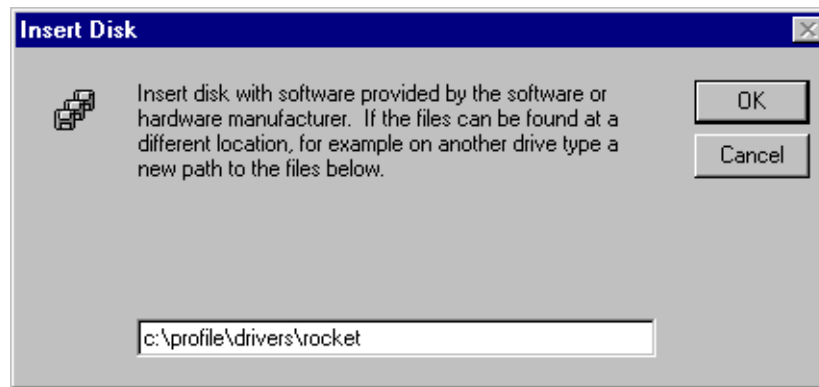 Insert Disk
Insert disk with software provided by the software or
hardware manufacturer.  If the files can be found at a
different location, for example on another drive type a
new path to the files below.
OK
Cancel
c:\profile\drivers\rocket